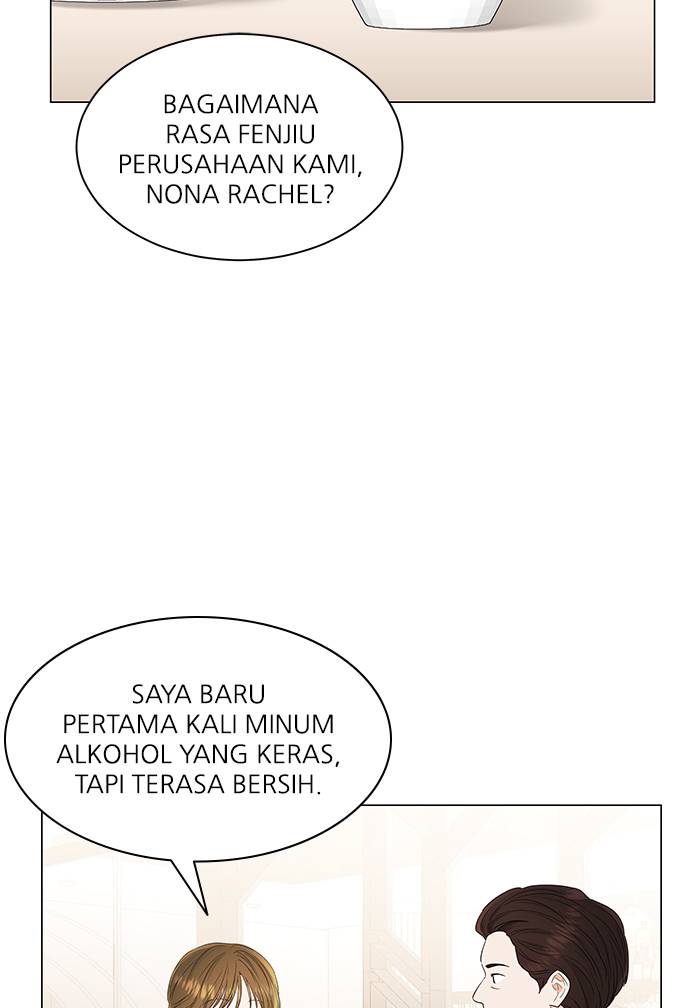 BAGAIMANA
RASA FENJIU
PERUSAHAAN KAMI,
NONA RACHEL?
SAYA BARU
PERTAMA KALI MINUM
ALKOHOL YANG KERAS,
TAPI TERASA BERSIH.